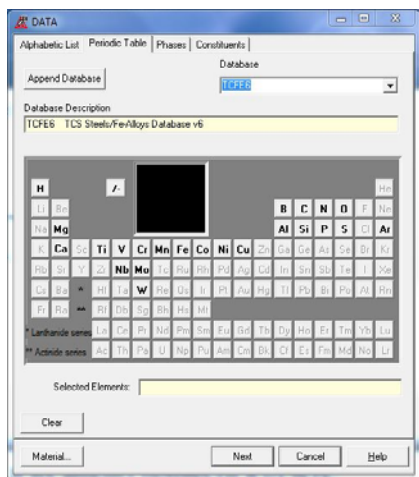 DATA
Alphabetic List Periodic Table Phases Constituents
Database
Append Database
TCFE6
Database Description
TCFE6 TCS Steels/Fe-Alloys Database v6
H /- He
Li Be B C N O F Ne
Na Mg Al Si P S Cl Ar
K Ca Sc Ti V Cr Mn Fe Co Ni Cu Zn Ga Ge As Se Br Kr
Rb Sr Y Zr Nb Mo Tc Ru Rh Pd Ag Cd In Sn Sb Te I Xe
Cs Ba * Hf Ta W Re Os Ir Pt Au Hg Tl Pb Bi Po At Rn
Fr Ra ** Rf Db Sg Bh Hs Mt
* Lanthanide series La Ce Pr Nd Pm Sm Eu Gd Tb Dy Ho Er Tm Yb Lu
** Actinide series Ac Th Pa U Np Pu Am Cm Bk Cf Es Fm Md No Lr
Selected Elements:
Clear
Material... Next Cancel Help